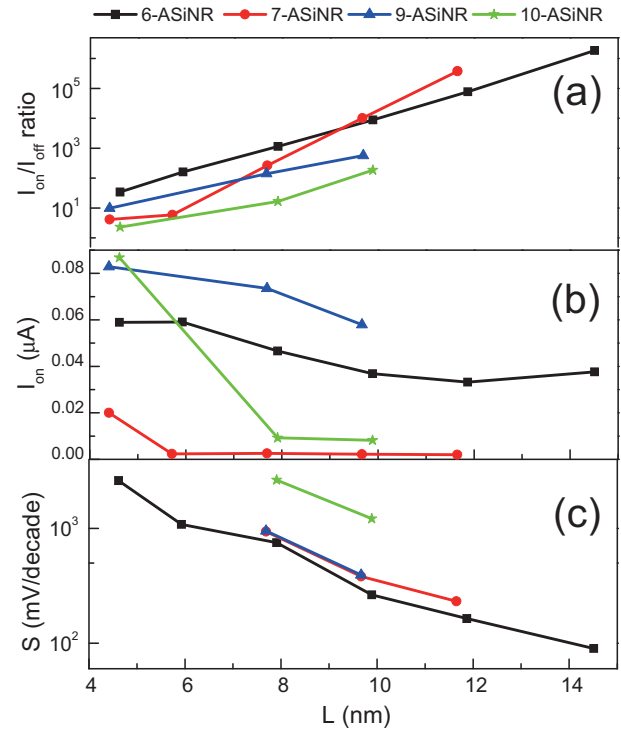 6-ASiNR 7-ASiNR 9-ASiNR 10-ASiNR
(a)
I_on/I_off ratio
10^5
10^3
10^1
(b)
I_on (μA)
0.08
0.06
0.04
0.02
0.00
(c)
S (mV/decade)
10^3
10^2
4 6 8 10 12 14
L (nm)